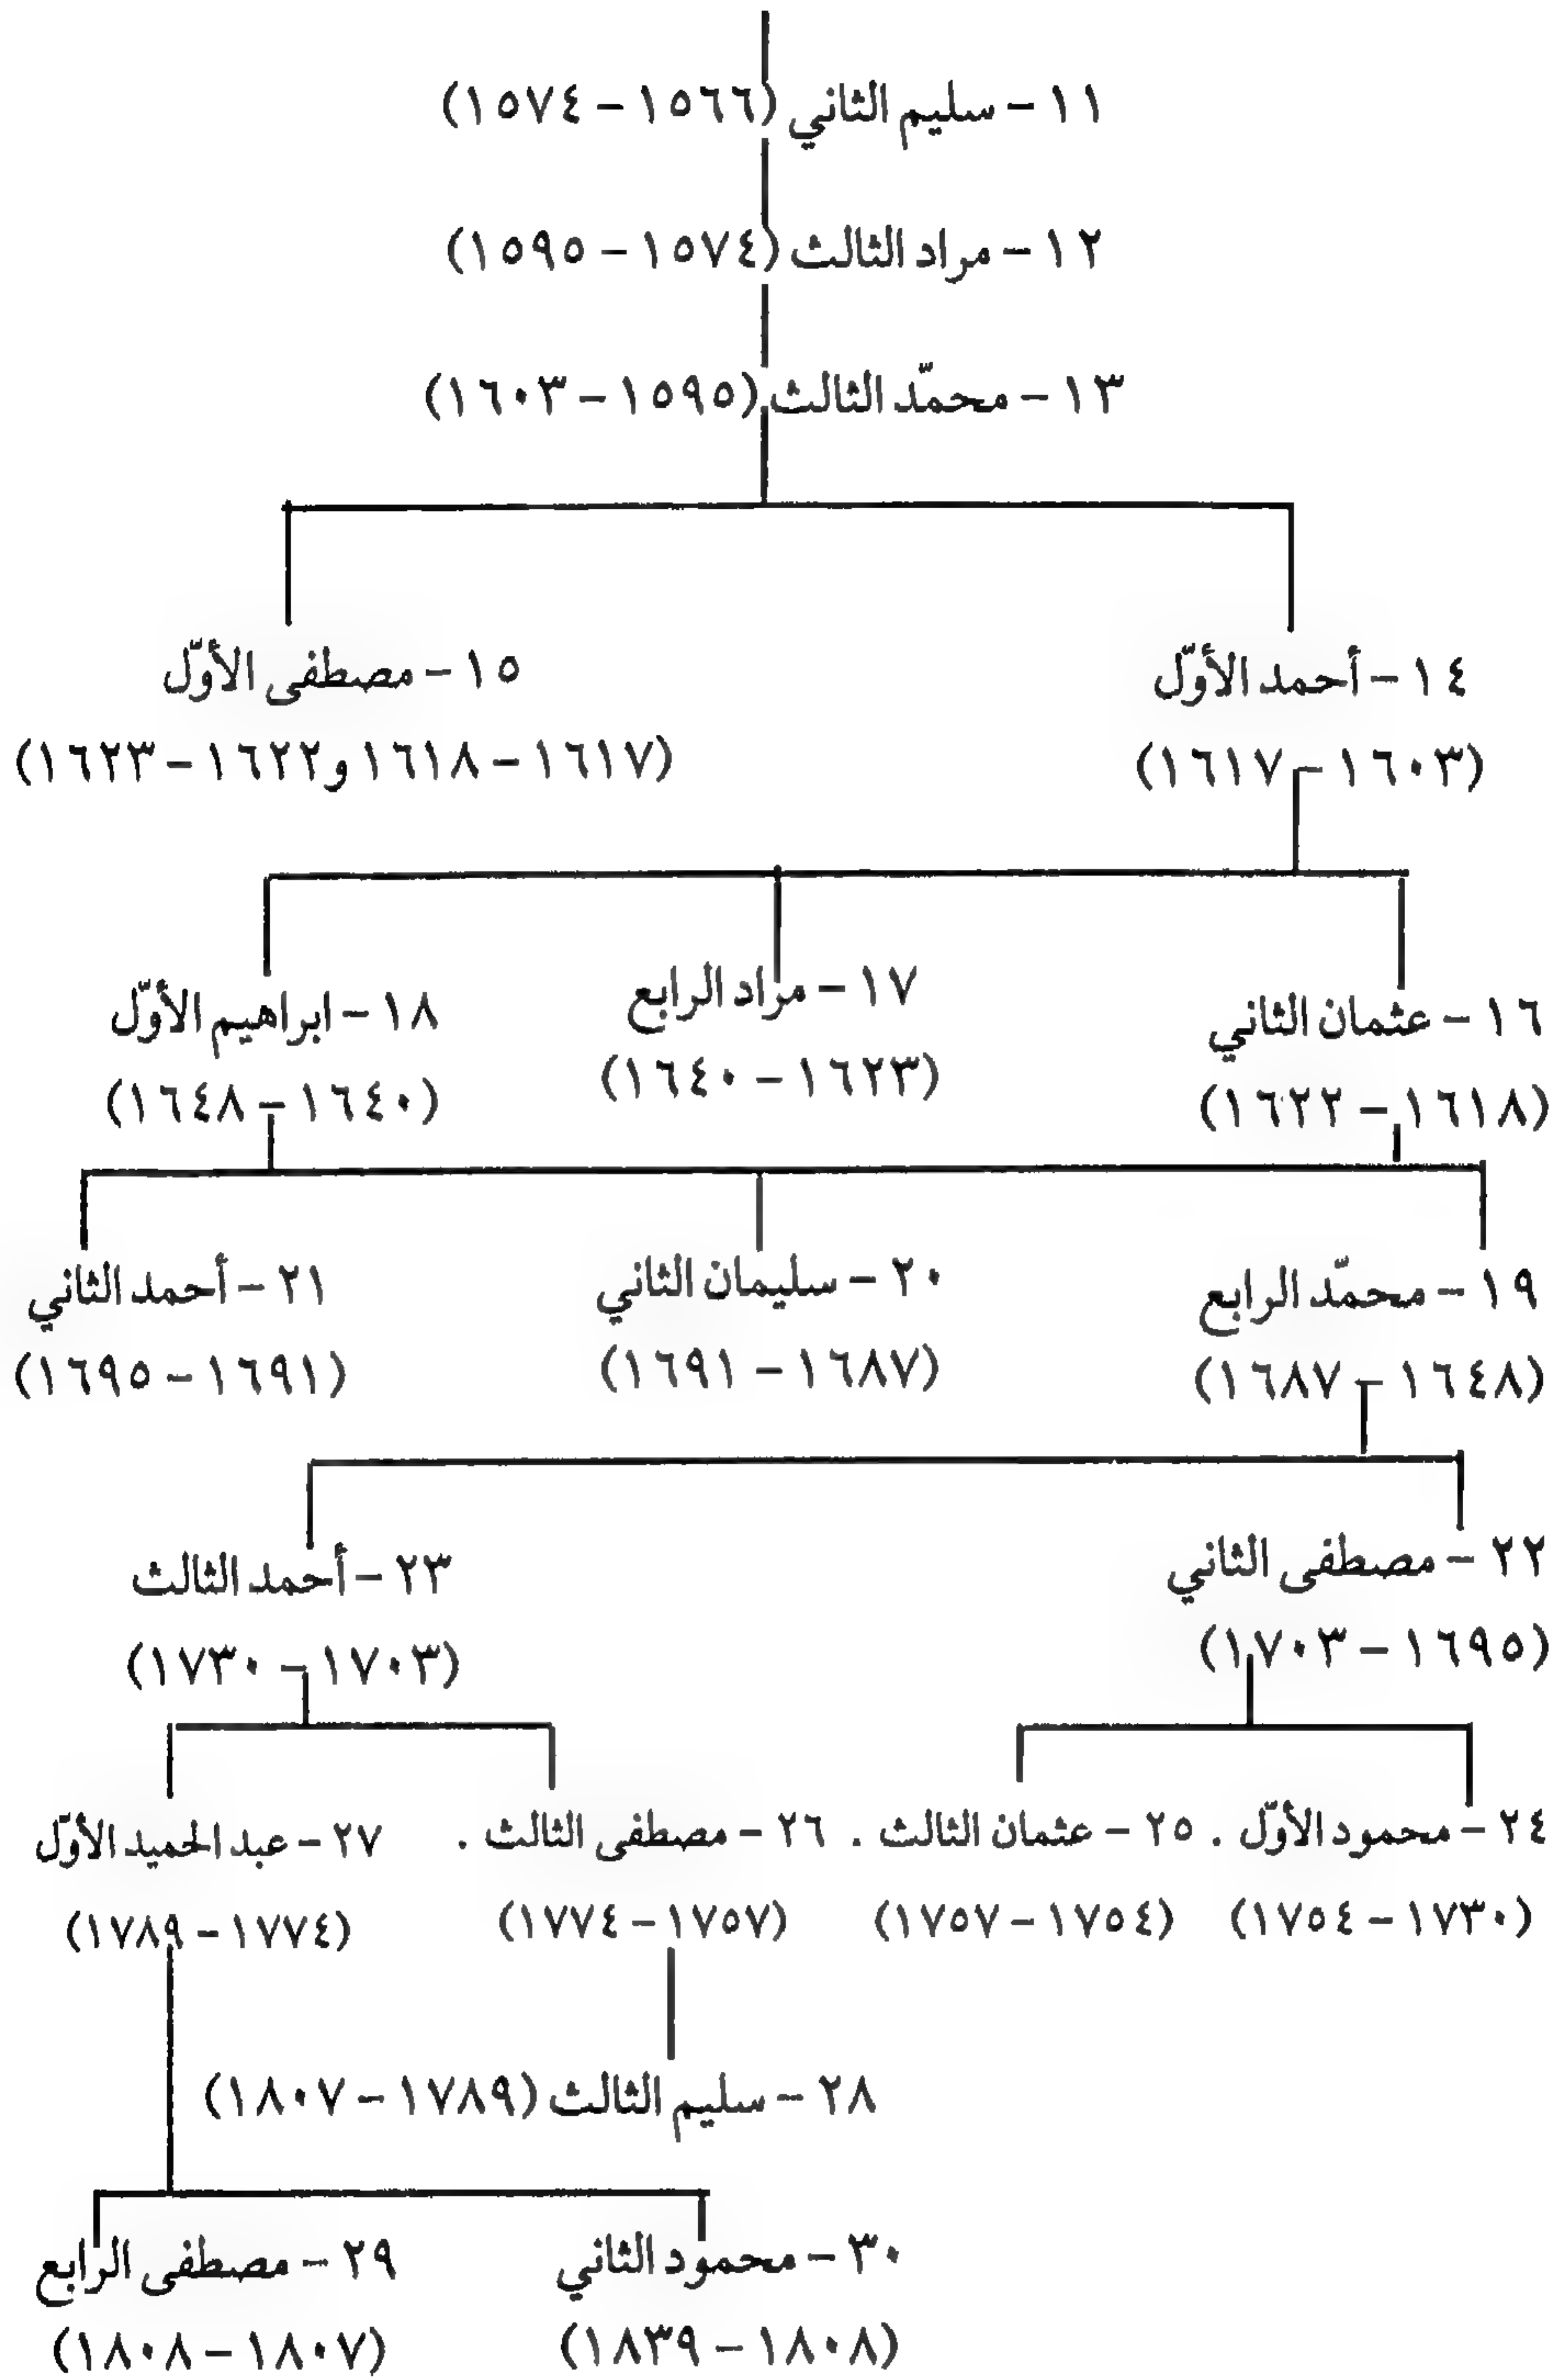 ١١ - سليم الثاني (١٥٦٦ - ١٥٧٤)
١٢ - مراد الثالث (١٥٧٤ - ١٥٩٥)
١٣ - محمّد الثالث (١٥٩٥ - ١٦٠٣)
١٤ - أحمد الأوّل
(١٦٠٣ - ١٦١٧)
١٥ - مصطفى الأوّل
(١٦١٧ - ١٦١٨ و١٦٢٢ - ١٦٢٣)
١٦ - عثمان الثاني
(١٦١٨ - ١٦٢٢)
١٧ - مراد الرابع
(١٦٢٣ - ١٦٤٠)
١٨ - ابراهيم الأوّل
(١٦٤٠ - ١٦٤٨)
١٩ - محمّد الرابع
(١٦٤٨ - ١٦٨٧)
٢٠ - سليمان الثاني
(١٦٨٧ - ١٦٩١)
٢١ - أحمد الثاني
(١٦٩١ - ١٦٩٥)
٢٢ - مصطفى الثاني
(١٦٩٥ - ١٧٠٣)
٢٣ - أحمد الثالث
(١٧٠٣ - ١٧٣٠)
٢٤ - محمود الأوّل . ٢٥ - عثمان الثالث . ٢٦ - مصطفى الثالث . ٢٧ - عبد الحميد الأوّل
(١٧٣٠ - ١٧٥٤) (١٧٥٤ - ١٧٥٧) (١٧٥٧ - ١٧٧٤) (١٧٧٤ - ١٧٨٩)
٢٨ - سليم الثالث (١٧٨٩ - ١٨٠٧)
٣٠ - محمود الثاني
(١٨٠٨ - ١٨٣٩)
٢٩ - مصطفى الرابع
(١٨٠٧ - ١٨٠٨)